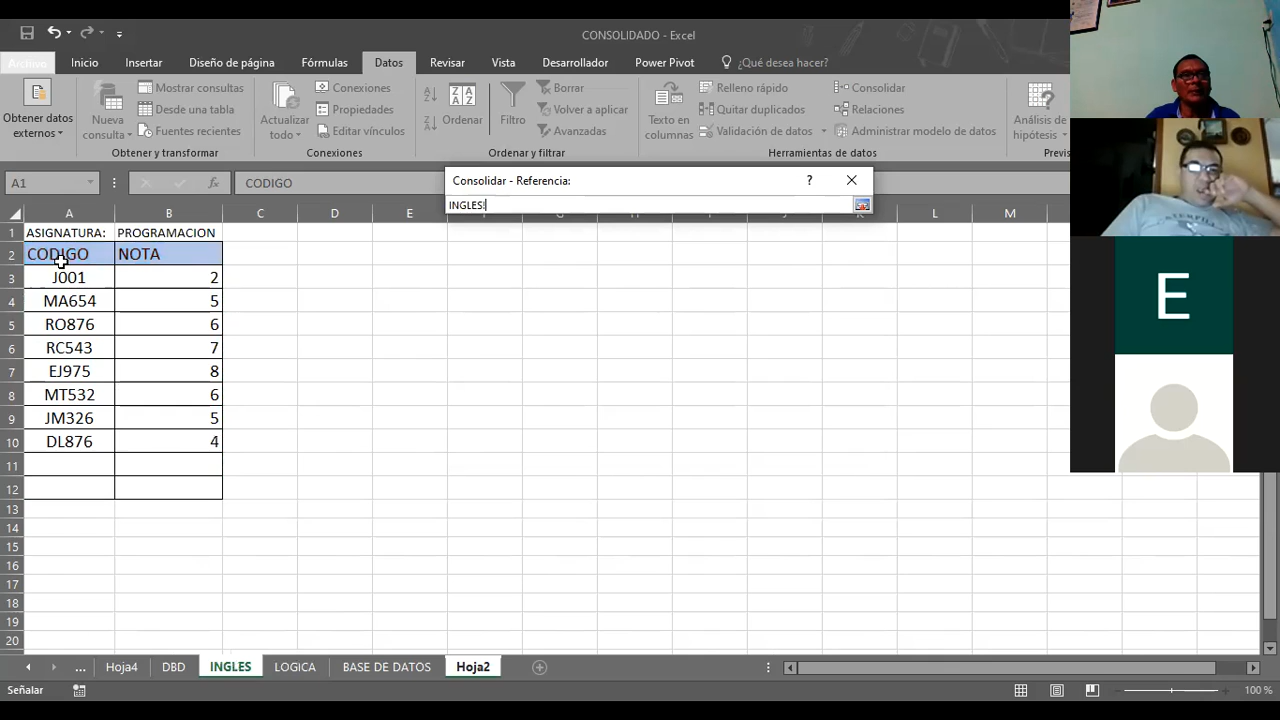 CONSOLIDADO - Excel
Archivo Inicio Insertar Diseño de página Fórmulas Datos Revisar Vista Desarrollador Power Pivot ¿Qué desea hacer?
Obtener datos externos
Nueva consulta
Mostrar consultas
Desde una tabla
Fuentes recientes
Obtener y transformar
Actualizar todo
Conexiones
Propiedades
Editar vínculos
Conexiones
Ordenar
Filtro
Borrar
Volver a aplicar
Avanzadas
Ordenar y filtrar
Texto en columnas
Relleno rápido
Quitar duplicados
Validación de datos
Consolidar
Relaciones
Administrar modelo de datos
Herramientas de datos
Análisis de hipótesis
Previs
A1 fx CODIGO
Consolidar - Referencia: ?
INGLES!
A B C D E L M
1 ASIGNATURA: PROGRAMACION
2 CODIGO NOTA
3 J001 2
4 MA654 5
5 RO876 6
6 RC543 7
7 EJ975 8
8 MT532 6
9 JM326 5
10 DL876 4
11
12
13
14
15
16
17
18
19
20
E
... Hoja4 DBD INGLES LOGICA BASE DE DATOS Hoja2
Señalar 100 %